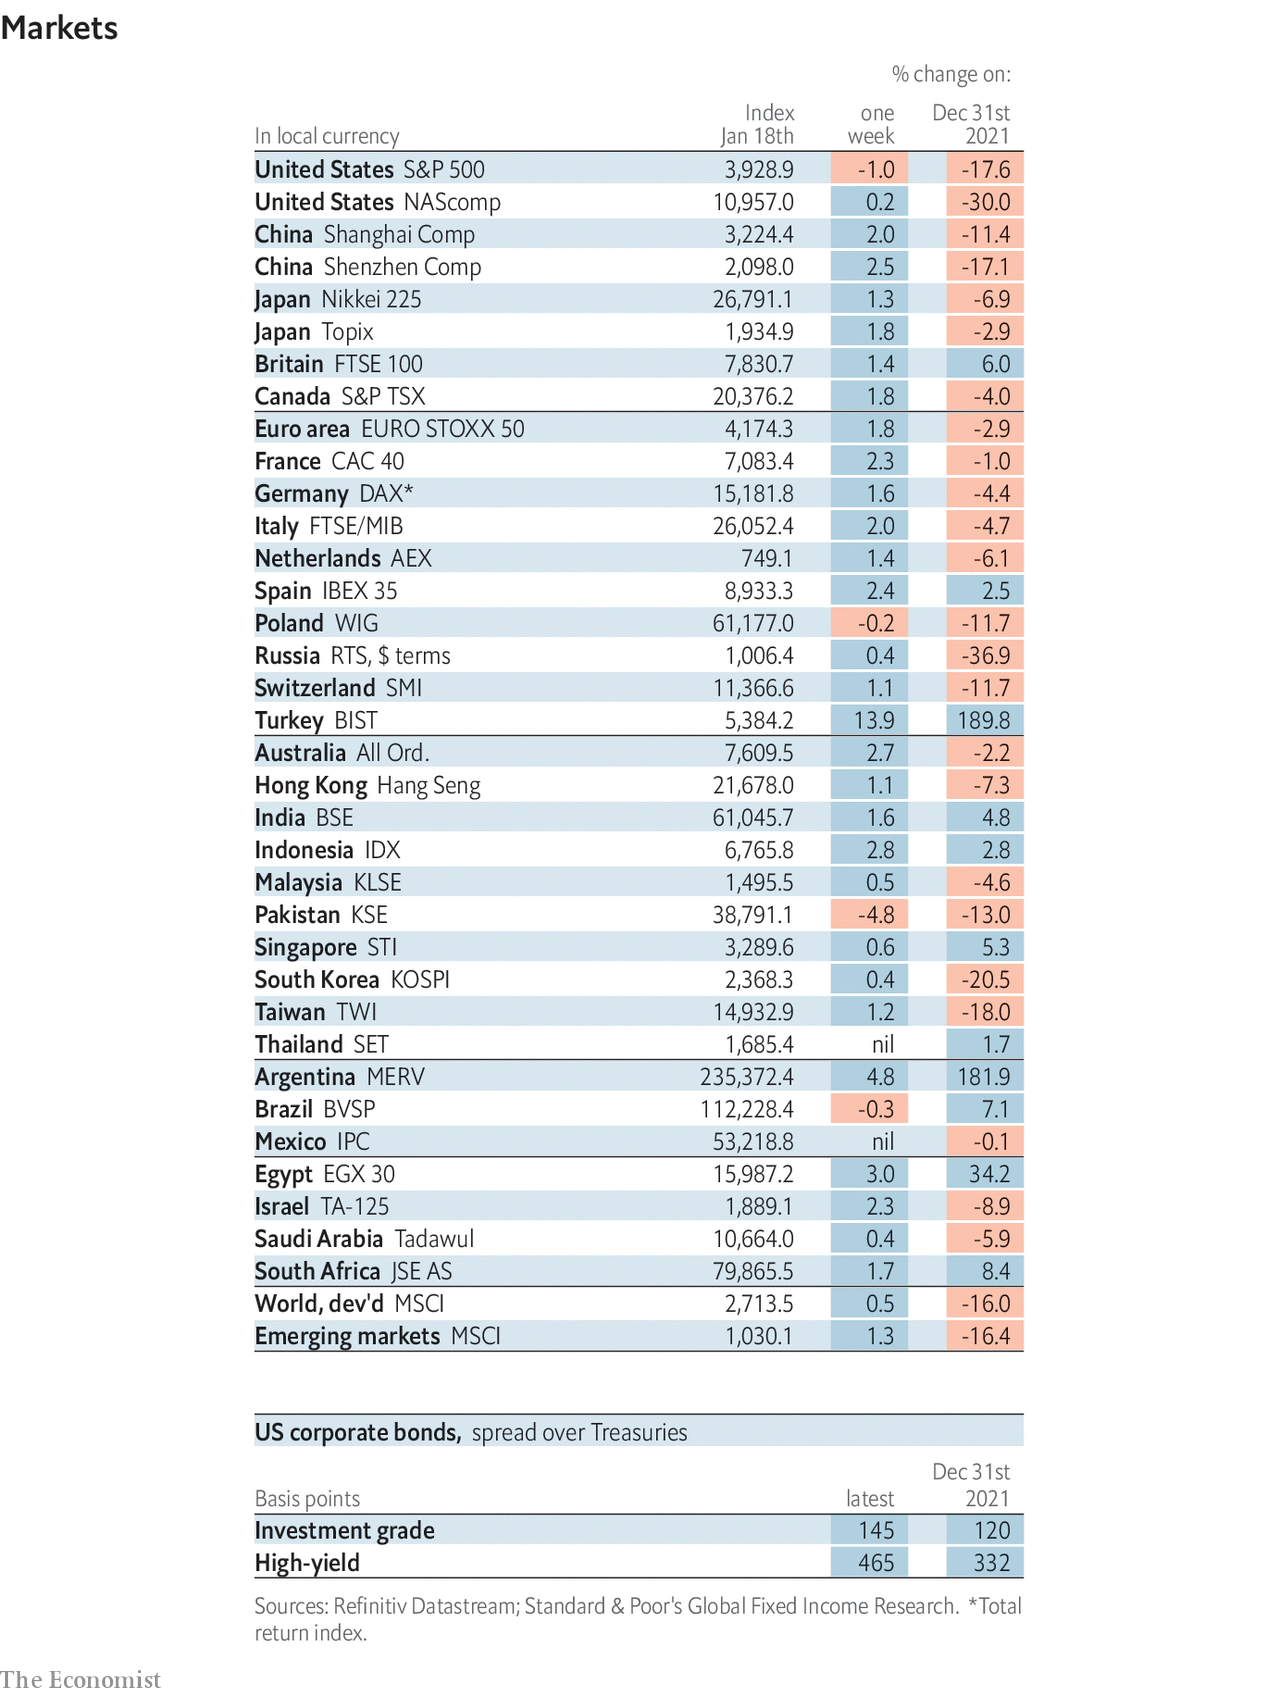 Markets
% change on:
Index one Dec 31st
In local currency Jan 18th week 2021
United States S&P 500 3,928.9 -1.0 -17.6
United States NAScomp 10,957.0 0.2 -30.0
China Shanghai Comp 3,224.4 2.0 -11.4
China Shenzhen Comp 2,098.0 2.5 -17.1
Japan Nikkei 225 26,791.1 1.3 -6.9
Japan Topix 1,934.9 1.8 -2.9
Britain FTSE 100 7,830.7 1.4 6.0
Canada S&P TSX 20,376.2 1.8 -4.0
Euro area EURO STOXX 50 4,174.3 1.8 -2.9
France CAC 40 7,083.4 2.3 -1.0
Germany DAX* 15,181.8 1.6 -4.4
Italy FTSE/MIB 26,052.4 2.0 -4.7
Netherlands AEX 749.1 1.4 -6.1
Spain IBEX 35 8,933.3 2.4 2.5
Poland WIG 61,177.0 -0.2 -11.7
Russia RTS, $ terms 1,006.4 0.4 -36.9
Switzerland SMI 11,366.6 1.1 -11.7
Turkey BIST 5,384.2 13.9 189.8
Australia All Ord. 7,609.5 2.7 -2.2
Hong Kong Hang Seng 21,678.0 1.1 -7.3
India BSE 61,045.7 1.6 4.8
Indonesia IDX 6,765.8 2.8 2.8
Malaysia KLSE 1,495.5 0.5 -4.6
Pakistan KSE 38,791.1 -4.8 -13.0
Singapore STI 3,289.6 0.6 5.3
South Korea KOSPI 2,368.3 0.4 -20.5
Taiwan TWI 14,932.9 1.2 -18.0
Thailand SET 1,685.4 nil 1.7
Argentina MERV 235,372.4 4.8 181.9
Brazil BVSP 112,228.4 -0.3 7.1
Mexico IPC 53,218.8 nil -0.1
Egypt EGX 30 15,987.2 3.0 34.2
Israel TA-125 1,889.1 2.3 -8.9
Saudi Arabia Tadawul 10,664.0 0.4 -5.9
South Africa JSE AS 79,865.5 1.7 8.4
World, dev'd MSCI 2,713.5 0.5 -16.0
Emerging markets MSCI 1,030.1 1.3 -16.4
US corporate bonds, spread over Treasuries
Dec 31st
Basis points latest 2021
Investment grade 145 120
High-yield 465 332
Sources: Refinitiv Datastream; Standard & Poor's Global Fixed Income Research. *Total
return index.
The Economist